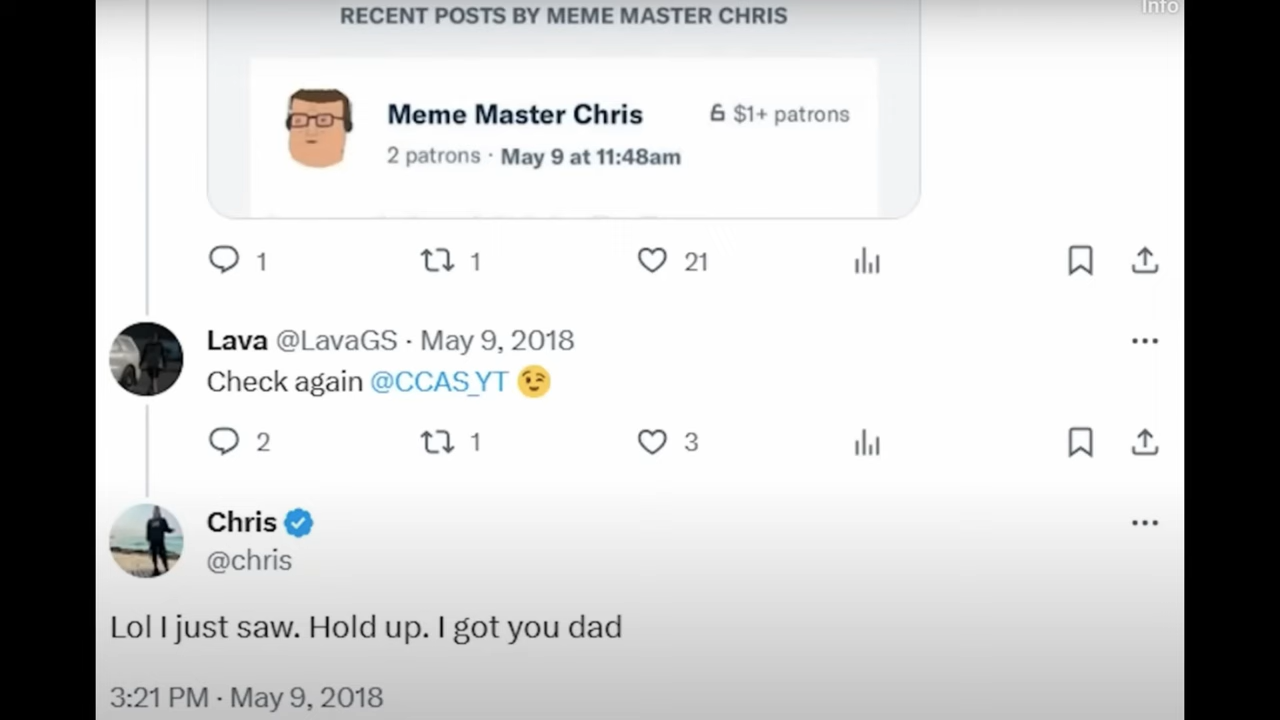 Info
RECENT POSTS BY MEME MASTER CHRIS
Meme Master Chris
$1+ patrons
2 patrons · May 9 at 11:48am
1
1
21
Lava @LavaGS · May 9, 2018
Check again @CCAS_YT 😉
2
1
3
Chris
@chris
Lol I just saw. Hold up. I got you dad
3:21 PM · May 9, 2018